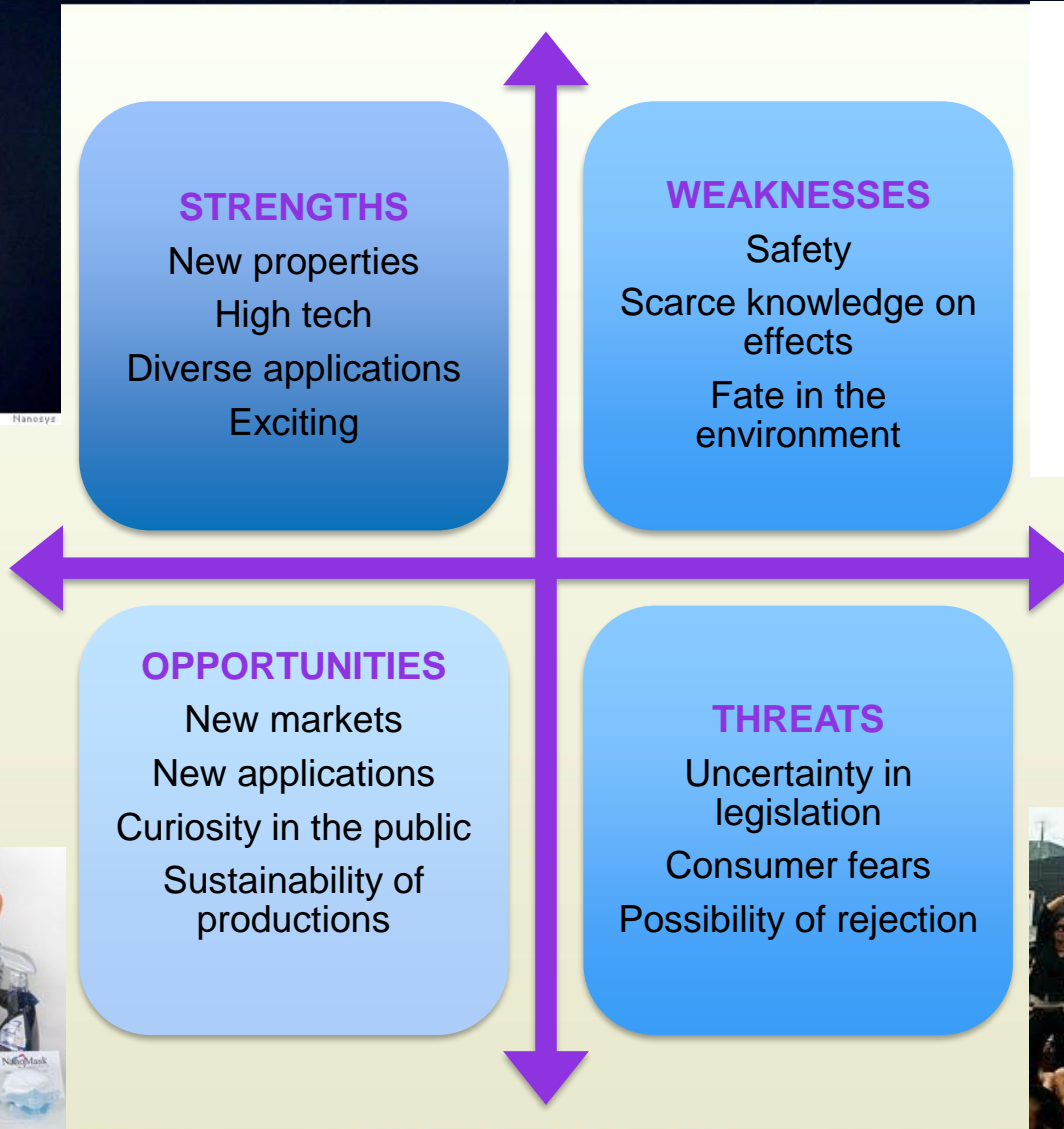 STRENGTHS
New properties
High tech
Diverse applications
Exciting
WEAKNESSES
Safety
Scarce knowledge on
effects
Fate in the
environment
Nanosys
OPPORTUNITIES
New markets
New applications
Curiosity in the public
Sustainability of
productions
THREATS
Uncertainty in
legislation
Consumer fears
Possibility of rejection
NanoMask